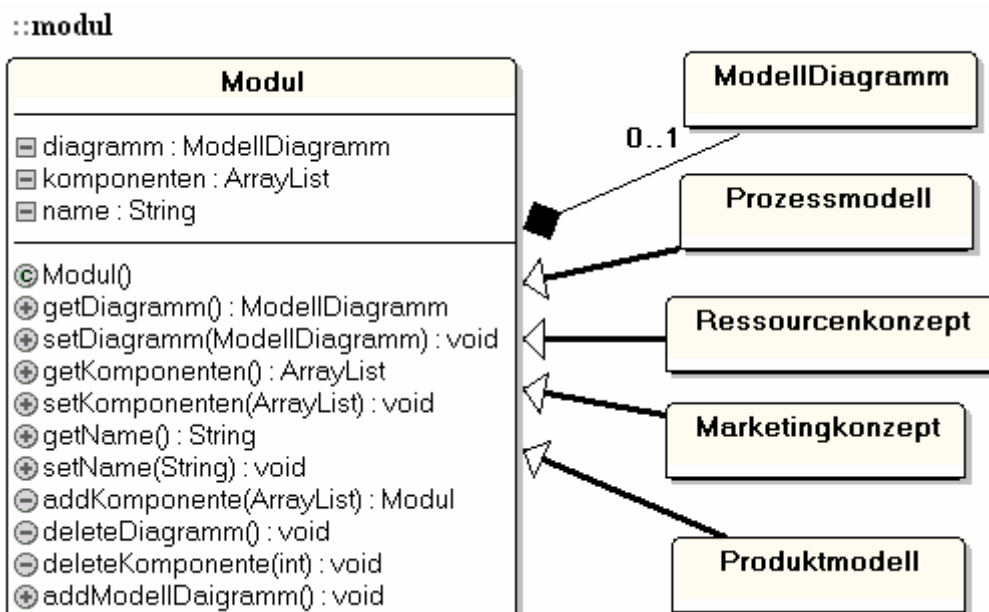 ::modul
Modul
diagramm : ModellDiagramm
komponenten : ArrayList
name : String
C Modul()
getDiagramm() : ModellDiagramm
setDiagramm(ModellDiagramm) : void
getKomponenten() : ArrayList
setKomponenten(ArrayList) : void
getName() : String
setName(String) : void
addKomponente(ArrayList) : Modul
deleteDiagramm() : void
deleteKomponente(int) : void
addModellDaigramm() : void
0..1
ModellDiagramm
Prozessmodell
Ressourcenkonzept
Marketingkonzept
Produktmodell